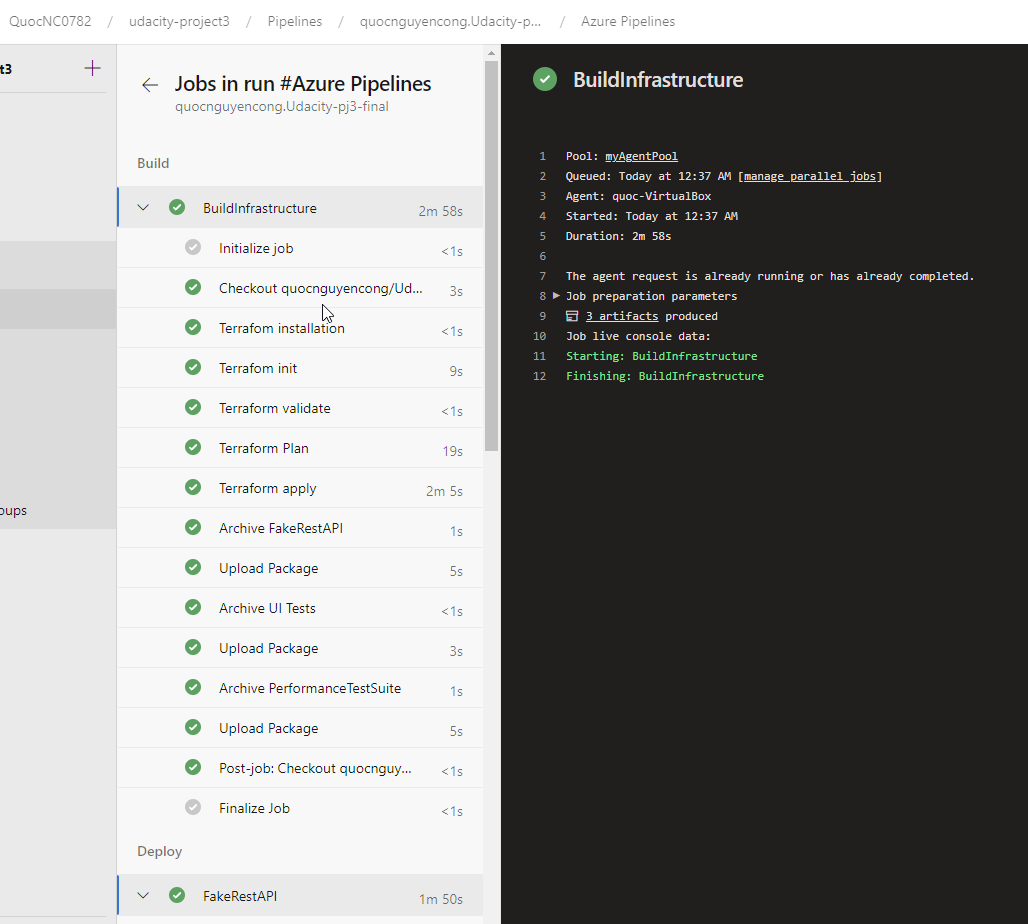 QuocNC0782 / udacity-project3 / Pipelines / quocnguyencong.Udacity-p... / Azure Pipelines
t3
oups
Jobs in run #Azure Pipelines
quocnguyencong.Udacity-pj3-final
Build
BuildInfrastructure 2m 58s
Initialize job <1s
Checkout quocnguyencong/Ud... 3s
Terrafom installation <1s
Terrafom init 9s
Terraform validate <1s
Terraform Plan 19s
Terraform apply 2m 5s
Archive FakeRestAPI 1s
Upload Package 5s
Archive UI Tests <1s
Upload Package 3s
Archive PerformanceTestSuite 1s
Upload Package 5s
Post-job: Checkout quocnguy... <1s
Finalize Job <1s
Deploy
FakeRestAPI 1m 50s
BuildInfrastructure
1 Pool: myAgentPool
2 Queued: Today at 12:37 AM [manage parallel jobs]
3 Agent: quoc-VirtualBox
4 Started: Today at 12:37 AM
5 Duration: 2m 58s
6
7 The agent request is already running or has already completed.
8 Job preparation parameters
9 3 artifacts produced
10 Job live console data:
11 Starting: BuildInfrastructure
12 Finishing: BuildInfrastructure